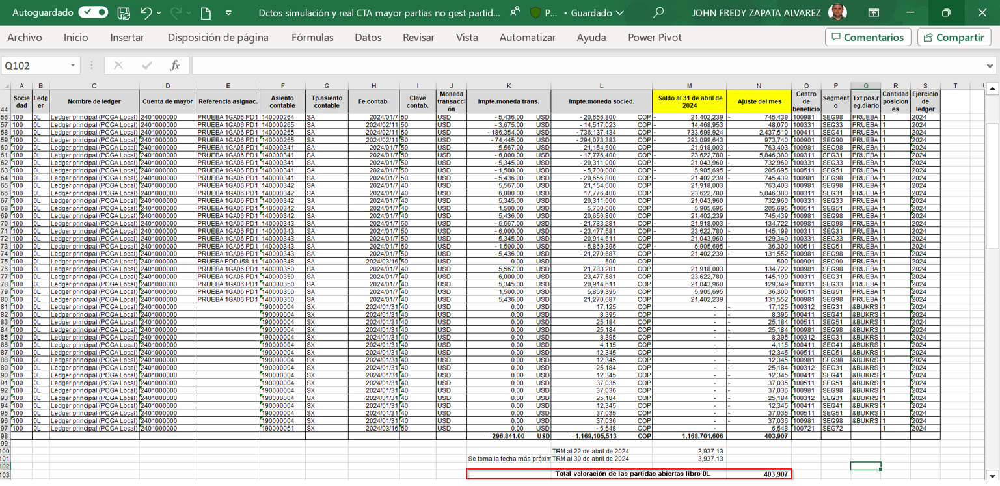 Autoguardado Dctos simulación y real CTA mayor partias no gest partid... P... • Guardado JOHN FREDY ZAPATA ALVAREZ
Archivo Inicio Insertar Disposición de página Fórmulas Datos Revisar Vista Automatizar Ayuda Power Pivot Comentarios Compartir
Q102 fx
A B C D E F G H I J K L M N O P Q R S T
44 Sociedad Ledger Nombre de ledger Cuenta de mayor Referencia asignac. Asiento contable Tp.asiento contable Fe.contab. Clave contab. Moneda transacción Impte.moneda trans. Impte.moneda socied. Saldo al 31 de abril de 2024 Ajuste del mes Centro de beneficio Segmento Txt.pos.reg.diario Cantidad posiciones Ejercicio de ledger
56 100 0L Ledger principal (PCGA Local) 2401000000 PRUEBA 1GA06 PD1 140000264 SA 2024/01/7 50 USD - 5,436.00 USD - 20,656,800 COP - 21,402,239 - 745,439 100981 SEG98 PRUEBA 1 2024
57 100 0L Ledger principal (PCGA Local) 2401000000 PRUEBA 1GA06 PD1 140000265 SA 2024/02/11 50 USD - 3,675.00 USD - 14,517,023 COP - 14,468,953 48,070 100331 SEG33 PRUEBA 1 2024
58 100 0L Ledger principal (PCGA Local) 2401000000 PRUEBA 1GA06 PD1 140000265 SA 2024/02/11 50 USD - 186,354.00 USD - 736,137,434 COP - 733,699,924 2,437,510 100411 SEG41 PRUEBA 1 2024
59 100 0L Ledger principal (PCGA Local) 2401000000 PRUEBA 1GA06 PD1 140000265 SA 2024/02/11 50 USD - 74,445.00 USD - 294,073,383 COP - 293,099,643 973,740 100901 SEG90 PRUEBA 1 2024
60 100 0L Ledger principal (PCGA Local) 2401000000 PRUEBA 1GA06 PD1 140000341 SA 2024/01/7 50 USD - 5,567.00 USD - 21,154,600 COP - 21,918,003 - 763,403 100981 SEG98 PRUEBA 1 2024
61 100 0L Ledger principal (PCGA Local) 2401000000 PRUEBA 1GA06 PD1 140000341 SA 2024/01/7 50 USD - 6,000.00 USD - 17,776,400 COP - 23,622,780 - 5,846,380 100311 SEG31 PRUEBA 1 2024
62 100 0L Ledger principal (PCGA Local) 2401000000 PRUEBA 1GA06 PD1 140000341 SA 2024/01/7 50 USD - 5,345.00 USD - 20,311,000 COP - 21,043,960 - 732,960 100331 SEG33 PRUEBA 1 2024
63 100 0L Ledger principal (PCGA Local) 2401000000 PRUEBA 1GA06 PD1 140000341 SA 2024/01/7 50 USD - 1,500.00 USD - 5,700,000 COP - 5,905,695 - 205,695 100511 SEG51 PRUEBA 1 2024
64 100 0L Ledger principal (PCGA Local) 2401000000 PRUEBA 1GA06 PD1 140000341 SA 2024/01/7 50 USD - 5,436.00 USD - 20,656,800 COP - 21,402,239 - 745,439 100981 SEG98 PRUEBA 1 2024
65 100 0L Ledger principal (PCGA Local) 2401000000 PRUEBA 1GA06 PD1 140000342 SA 2024/01/7 40 USD 5,567.00 USD 21,154,600 COP 21,918,003 763,403 100981 SEG98 PRUEBA 1 2024
66 100 0L Ledger principal (PCGA Local) 2401000000 PRUEBA 1GA06 PD1 140000342 SA 2024/01/7 40 USD 6,000.00 USD 17,776,400 COP 23,622,780 5,846,380 100311 SEG31 PRUEBA 1 2024
67 100 0L Ledger principal (PCGA Local) 2401000000 PRUEBA 1GA06 PD1 140000342 SA 2024/01/7 40 USD 5,345.00 USD 20,311,000 COP 21,043,960 732,960 100331 SEG33 PRUEBA 1 2024
68 100 0L Ledger principal (PCGA Local) 2401000000 PRUEBA 1GA06 PD1 140000342 SA 2024/01/7 40 USD 1,500.00 USD 5,700,000 COP 5,905,695 205,695 100511 SEG51 PRUEBA 1 2024
69 100 0L Ledger principal (PCGA Local) 2401000000 PRUEBA 1GA06 PD1 140000342 SA 2024/01/7 40 USD 5,436.00 USD 20,656,800 COP 21,402,239 745,439 100981 SEG98 PRUEBA 1 2024
70 100 0L Ledger principal (PCGA Local) 2401000000 PRUEBA 1GA06 PD1 140000343 SA 2024/01/7 50 USD - 5,567.00 USD - 21,783,281 COP - 21,918,003 - 134,722 100981 SEG98 PRUEBA 1 2024
71 100 0L Ledger principal (PCGA Local) 2401000000 PRUEBA 1GA06 PD1 140000343 SA 2024/01/7 50 USD - 6,000.00 USD - 23,477,581 COP - 23,622,780 - 145,199 100311 SEG31 PRUEBA 1 2024
72 100 0L Ledger principal (PCGA Local) 2401000000 PRUEBA 1GA06 PD1 140000343 SA 2024/01/7 50 USD - 5,345.00 USD - 20,914,611 COP - 21,043,960 - 129,349 100331 SEG33 PRUEBA 1 2024
73 100 0L Ledger principal (PCGA Local) 2401000000 PRUEBA 1GA06 PD1 140000343 SA 2024/01/7 50 USD - 1,500.00 USD - 5,869,395 COP - 5,905,695 - 36,300 100511 SEG51 PRUEBA 1 2024
74 100 0L Ledger principal (PCGA Local) 2401000000 PRUEBA 1GA06 PD1 140000343 SA 2024/01/7 50 USD - 5,436.00 USD - 21,270,687 COP - 21,402,239 - 131,552 100981 SEG98 PRUEBA 1 2024
75 100 0L Ledger principal (PCGA Local) 2401000000 PRUEBA PDDJ58-11 140000348 SA 2024/03/16 50 USD 0.00 USD - 500 COP - 500 100901 SEG90 PRUEBA 1 2024
76 100 0L Ledger principal (PCGA Local) 2401000000 PRUEBA 1GA06 PD1 140000350 SA 2024/01/7 40 USD 5,567.00 USD 21,783,281 COP 21,918,003 134,722 100981 SEG98 PRUEBA 1 2024
77 100 0L Ledger principal (PCGA Local) 2401000000 PRUEBA 1GA06 PD1 140000350 SA 2024/01/7 40 USD 6,000.00 USD 23,477,581 COP 23,622,780 145,199 100311 SEG31 PRUEBA 1 2024
78 100 0L Ledger principal (PCGA Local) 2401000000 PRUEBA 1GA06 PD1 140000350 SA 2024/01/7 40 USD 5,345.00 USD 20,914,611 COP 21,043,960 129,349 100331 SEG33 PRUEBA 1 2024
79 100 0L Ledger principal (PCGA Local) 2401000000 PRUEBA 1GA06 PD1 140000350 SA 2024/01/7 40 USD 1,500.00 USD 5,869,395 COP 5,905,695 36,300 100511 SEG51 PRUEBA 1 2024
80 100 0L Ledger principal (PCGA Local) 2401000000 PRUEBA 1GA06 PD1 140000350 SA 2024/01/7 40 USD 5,436.00 USD 21,270,687 COP 21,402,239 131,552 100981 SEG98 PRUEBA 1 2024
81 100 0L Ledger principal (PCGA Local) 2401000000 190000004 SX 2024/01/31 40 USD 0.00 USD 17,125 COP - - 17,125 100312 SEG31 &BUKRS 1 2024
82 100 0L Ledger principal (PCGA Local) 2401000000 190000004 SX 2024/01/31 40 USD 0.00 USD 8,395 COP - - 8,395 100411 SEG41 &BUKRS 1 2024
83 100 0L Ledger principal (PCGA Local) 2401000000 190000004 SX 2024/01/31 40 USD 0.00 USD 25,184 COP - - 25,184 100511 SEG51 &BUKRS 1 2024
84 100 0L Ledger principal (PCGA Local) 2401000000 190000004 SX 2024/01/31 40 USD 0.00 USD 25,184 COP - - 25,184 100981 SEG98 &BUKRS 1 2024
85 100 0L Ledger principal (PCGA Local) 2401000000 190000004 SX 2024/01/31 40 USD 0.00 USD 8,395 COP - - 8,395 100312 SEG31 &BUKRS 1 2024
86 100 0L Ledger principal (PCGA Local) 2401000000 190000004 SX 2024/01/31 40 USD 0.00 USD 4,115 COP - - 4,115 100411 SEG41 &BUKRS 1 2024
87 100 0L Ledger principal (PCGA Local) 2401000000 190000004 SX 2024/01/31 40 USD 0.00 USD 12,345 COP - - 12,345 100511 SEG51 &BUKRS 1 2024
88 100 0L Ledger principal (PCGA Local) 2401000000 190000004 SX 2024/01/31 40 USD 0.00 USD 12,345 COP - - 12,345 100981 SEG98 &BUKRS 1 2024
89 100 0L Ledger principal (PCGA Local) 2401000000 190000004 SX 2024/01/31 40 USD 0.00 USD 25,184 COP - - 25,184 100312 SEG31 &BUKRS 1 2024
90 100 0L Ledger principal (PCGA Local) 2401000000 190000004 SX 2024/01/31 40 USD 0.00 USD 12,345 COP - - 12,345 100411 SEG41 &BUKRS 1 2024
91 100 0L Ledger principal (PCGA Local) 2401000000 190000004 SX 2024/01/31 40 USD 0.00 USD 37,035 COP - - 37,035 100511 SEG51 &BUKRS 1 2024
92 100 0L Ledger principal (PCGA Local) 2401000000 190000004 SX 2024/01/31 40 USD 0.00 USD 37,036 COP - - 37,036 100981 SEG98 &BUKRS 1 2024
93 100 0L Ledger principal (PCGA Local) 2401000000 190000004 SX 2024/01/31 40 USD 0.00 USD 25,184 COP - - 25,184 100312 SEG31 &BUKRS 1 2024
94 100 0L Ledger principal (PCGA Local) 2401000000 190000004 SX 2024/01/31 40 USD 0.00 USD 12,345 COP - - 12,345 100411 SEG41 &BUKRS 1 2024
95 100 0L Ledger principal (PCGA Local) 2401000000 190000004 SX 2024/01/31 40 USD 0.00 USD 37,035 COP - - 37,035 100511 SEG51 &BUKRS 1 2024
96 100 0L Ledger principal (PCGA Local) 2401000000 190000004 SX 2024/01/31 40 USD 0.00 USD 37,036 COP - - 37,036 100981 SEG98 &BUKRS 1 2024
97 100 0L Ledger principal (PCGA Local) 2401000000 190000051 SX 2024/03/16 50 USD 0.00 USD - 6,548 COP - 6,548 100721 SEG72 1 2024
98 - 296,841.00 USD - 1,169,105,513 COP - 1,168,701,606 403,907
99
100 TRM al 22 de abril de 2024 3,937.13
101 Se toma la fecha más próxim TRM al 30 de abril de 2024 3,937.13
102
103 Total valoración de las partidas abiertas libro 0L 403,907